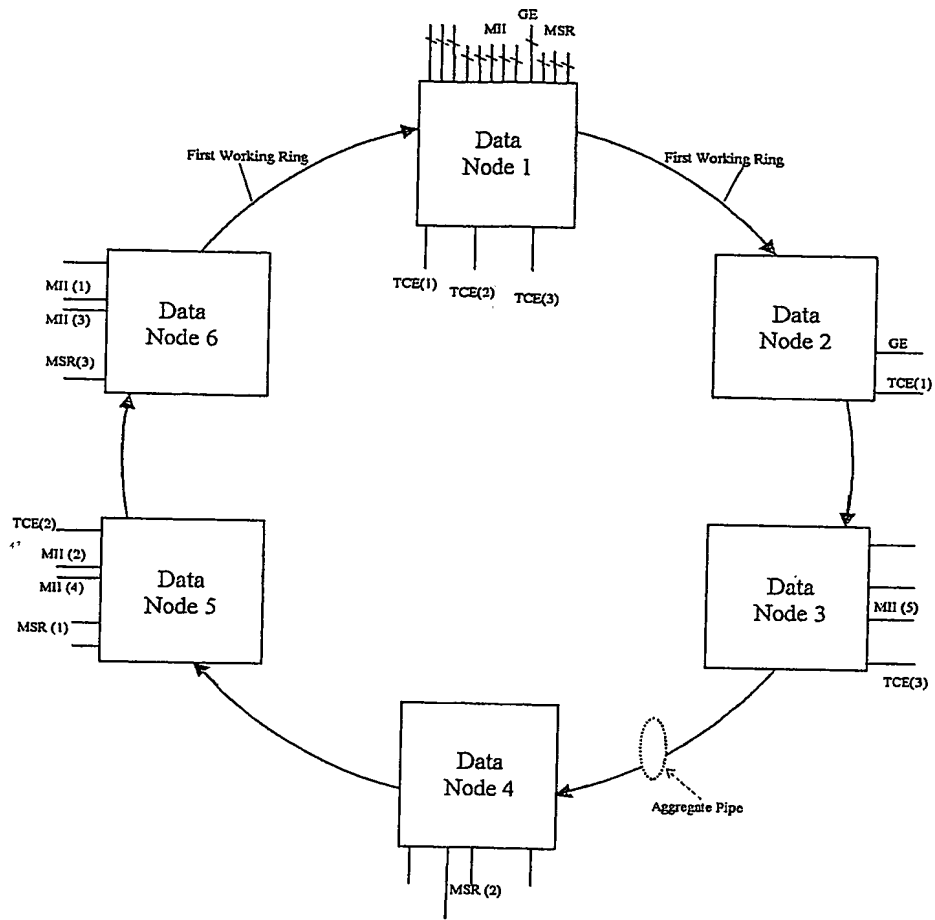 GE
MII
MSR
Data
Node 1
First Working Ring
First Working Ring
TCE(1)
TCE(2)
TCE(3)
MII (1)
MII (3)
MSR(3)
Data
Node 6
Data
Node 2
GE
TCE(1)
TCE(2)
MII (2)
MII (4)
MSR (1)
Data
Node 5
Data
Node 3
MII (5)
TCE(3)
Data
Node 4
Aggregate Pipe
MSR (2)